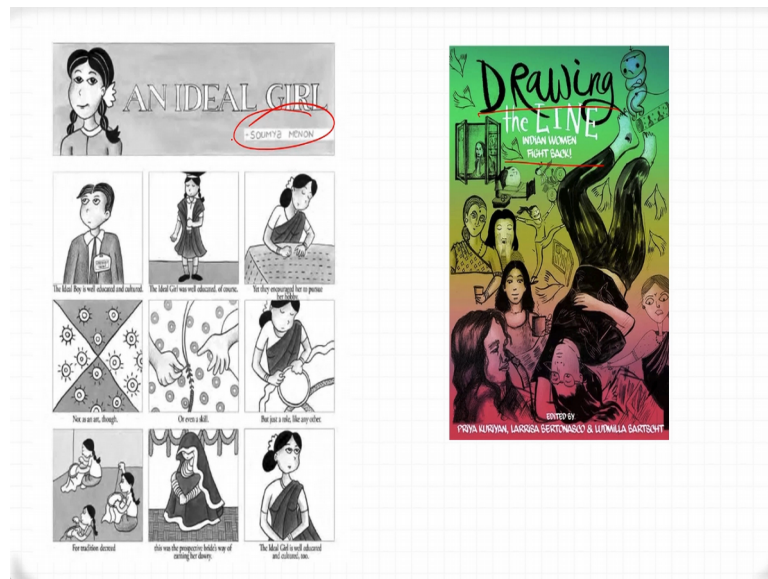 AN IDEAL GIRL
- SOUMYA MENON
The Ideal Boy is well educated and cultured.
The Ideal Girl was well educated, of course.
Yet they encouraged her to pursue
her hobby.
Not as an art, though.
Or even a skill.
But just a role, like any other.
For tradition decreed
this was the prospective bride's way of
earning her dowry.
The Ideal Girl is well educated
and cultured, too.
DRAWING
the LINE
INDIAN WOMEN
FIGHT BACK!
EDITED BY
PRIYA KURIYAN, LARISSA BERTONASCO & LUDMILLA BARTSCHT